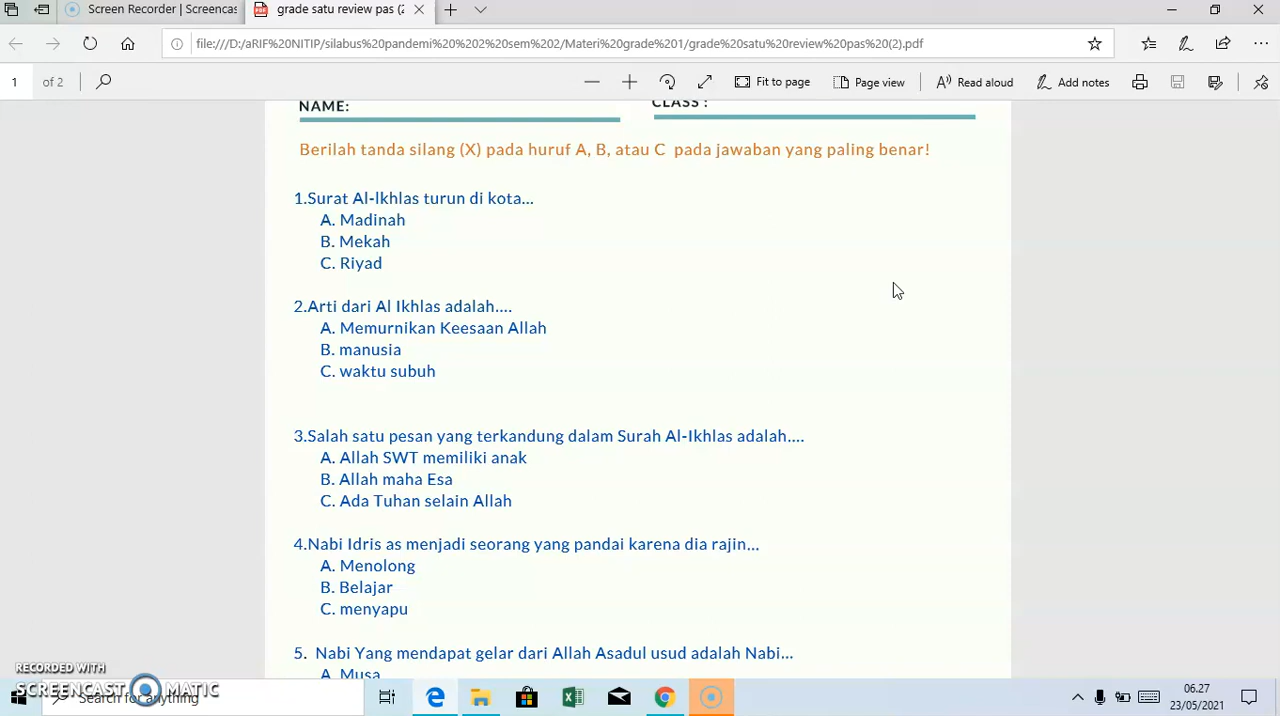 Screen Recorder | Screencas
grade satu review pas (2
file:///D:/aRIF%20NITIP/silabus%20pandemi%20%202%20sem%202/Materi%20grade%201/grade%20satu%20review%20pas%20(2).pdf
1 of 2
Fit to page
Page view
Read aloud
Add notes
NAME:
CLASS :
Berilah tanda silang (X) pada huruf A, B, atau C pada jawaban yang paling benar!
1.Surat Al-Ikhlas turun di kota...
A. Madinah
B. Mekah
C. Riyad
2.Arti dari Al Ikhlas adalah....
A. Memurnikan Keesaan Allah
B. manusia
C. waktu subuh
3.Salah satu pesan yang terkandung dalam Surah Al-Ikhlas adalah....
A. Allah SWT memiliki anak
B. Allah maha Esa
C. Ada Tuhan selain Allah
4.Nabi Idris as menjadi seorang yang pandai karena dia rajin...
A. Menolong
B. Belajar
C. menyapu
5. Nabi Yang mendapat gelar dari Allah Asadul usud adalah Nabi...
A. Musa
RECORDED WITH
SCREENCAST MATIC
Search for anything
06.27
23/05/2021